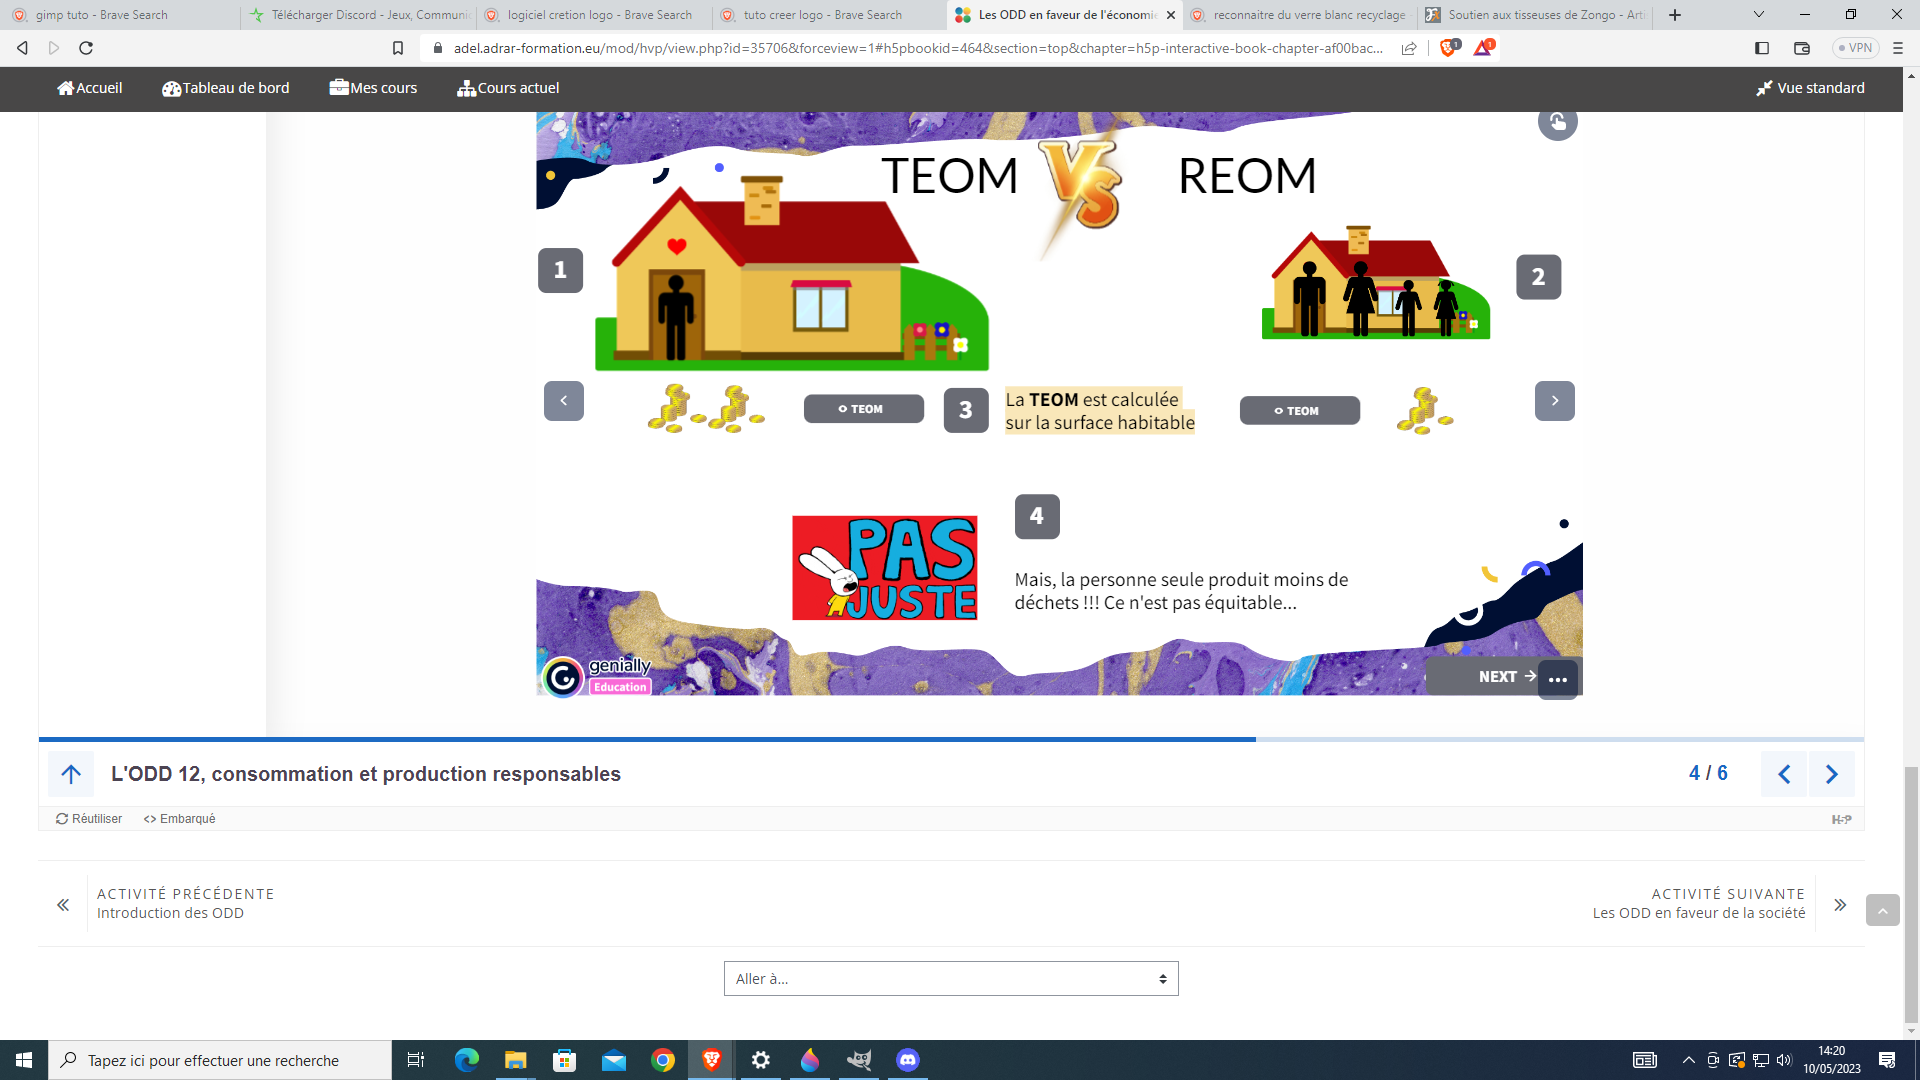 gimp tuto - Brave Search
Télécharger Discord - Jeux, Communic
logiciel cretion logo - Brave Search
tuto creer logo - Brave Search
Les ODD en faveur de l'économie
reconnaitre du verre blanc recyclage -
Soutien aux tisseuses de Zongo - Arti
adel.adrar-formation.eu/mod/hvp/view.php?id=35706&forceview=1#h5pbookid=464&section=top&chapter=h5p-interactive-book-chapter-af00bac...
1
1
VPN
Accueil
Tableau de bord
Mes cours
Cours actuel
Vue standard
TEOM
VS
REOM
1
2
TEOM
3
La TEOM est calculée
sur la surface habitable
TEOM
4
PAS
JUSTE
Mais, la personne seule produit moins de
déchets !!! Ce n'est pas équitable...
genially
Education
NEXT
L'ODD 12, consommation et production responsables
4 / 6
Réutiliser
<> Embarqué
H-P
ACTIVITÉ PRÉCÉDENTE
Introduction des ODD
ACTIVITÉ SUIVANTE
Les ODD en faveur de la société
Aller à...
Tapez ici pour effectuer une recherche
14:20
10/05/2023